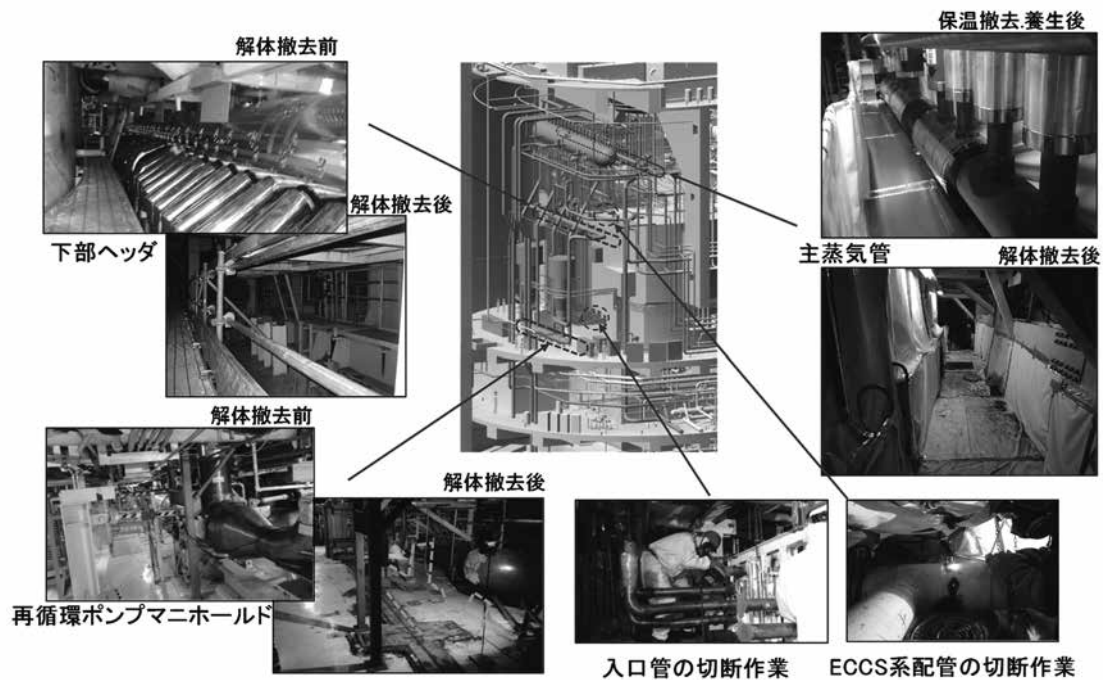 解体撤去前
保温撤去.養生後
解体撤去後
下部ヘッダ
主蒸気管
解体撤去後
解体撤去前
解体撤去後
再循環ポンプマニホールド
入口管の切断作業
ECCS系配管の切断作業